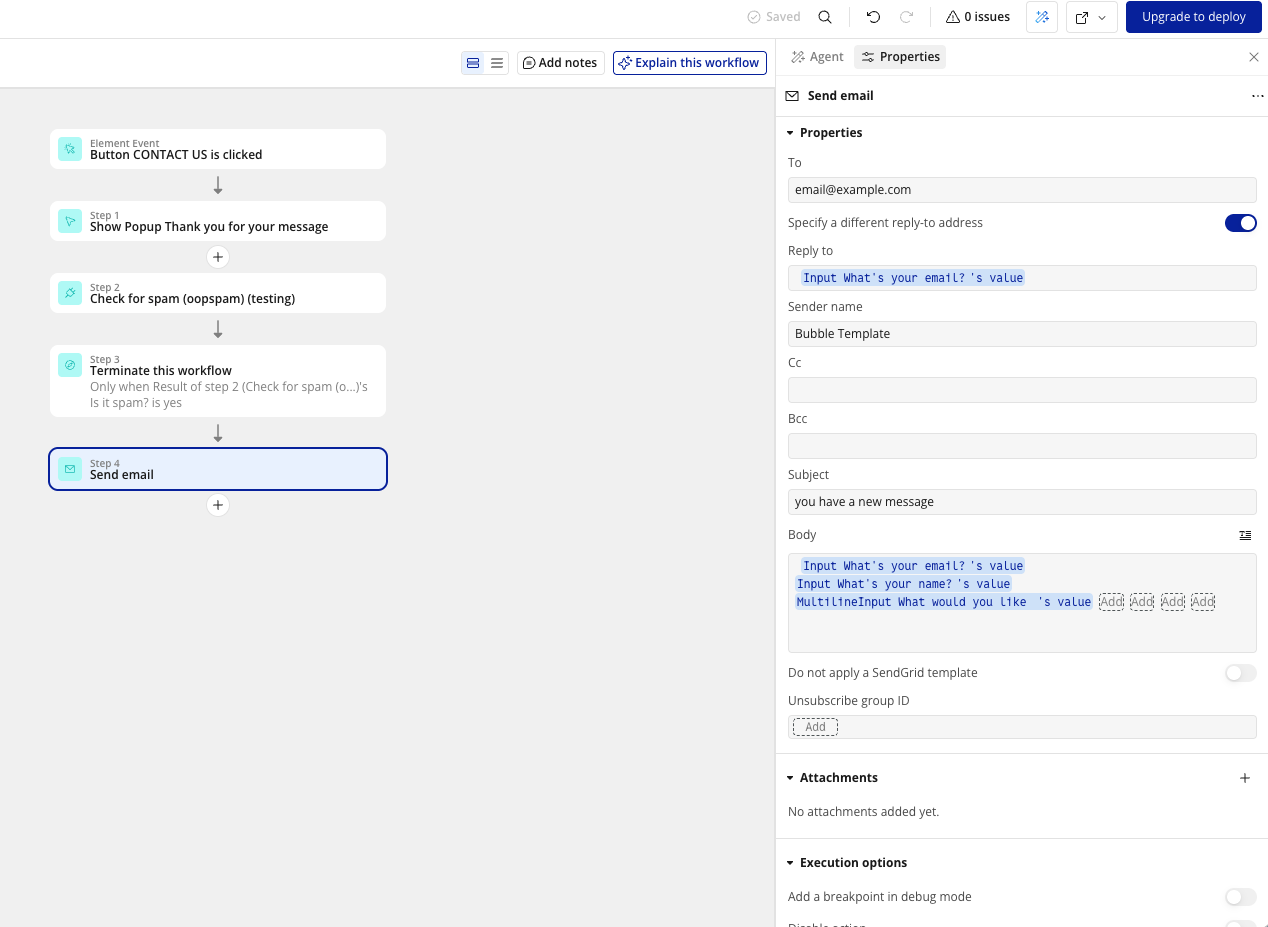 Saved
0 issues
Upgrade to deploy
Add notes
Explain this workflow
Agent
Properties
Element Event
Button CONTACT US is clicked
Step 1
Show Popup Thank you for your message
Step 2
Check for spam (oopspam) (testing)
Step 3
Terminate this workflow
Only when Result of step 2 (Check for spam (o...)'s
Is it spam? is yes
Step 4
Send email
Send email
Properties
To
email@example.com
Specify a different reply-to address
Reply to
Input What's your email? 's value
Sender name
Bubble Template
Cc
Bcc
Subject
you have a new message
Body
Input What's your email? 's value
Input What's your name? 's value
MultilineInput What would you like 's value Add Add Add Add
Do not apply a SendGrid template
Unsubscribe group ID
Add
Attachments
No attachments added yet.
Execution options
Add a breakpoint in debug mode